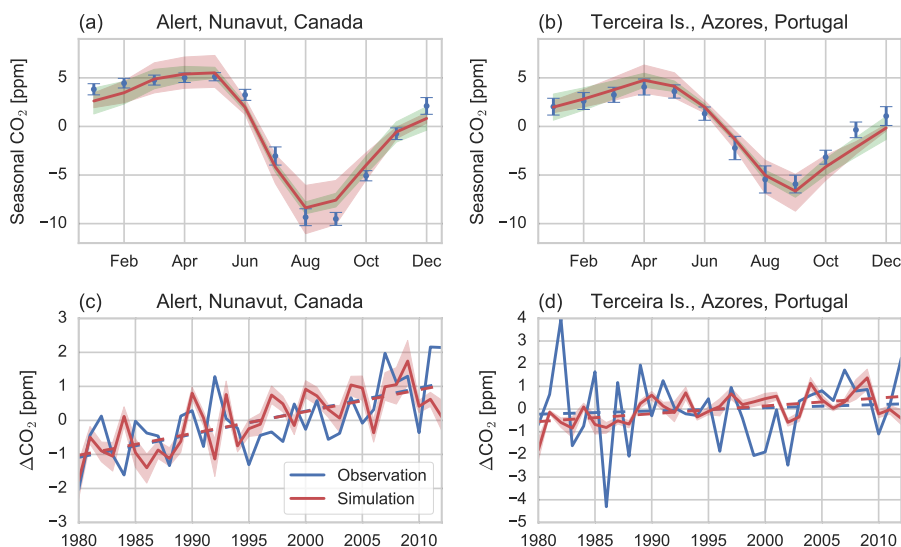 (a) Alert, Nunavut, Canada
Seasonal CO₂ [ppm]
5
0
−5
−10
Feb Apr Jun Aug Oct Dec
(b) Terceira Is., Azores, Portugal
Seasonal CO₂ [ppm]
5
0
−5
−10
Feb Apr Jun Aug Oct Dec
(c) Alert, Nunavut, Canada
ΔCO₂ [ppm]
3
2
1
0
−1
−2
−3
Observation
Simulation
1980 1985 1990 1995 2000 2005 2010
(d) Terceira Is., Azores, Portugal
ΔCO₂ [ppm]
4
3
2
1
0
−1
−2
−3
−4
−5
1980 1985 1990 1995 2000 2005 2010